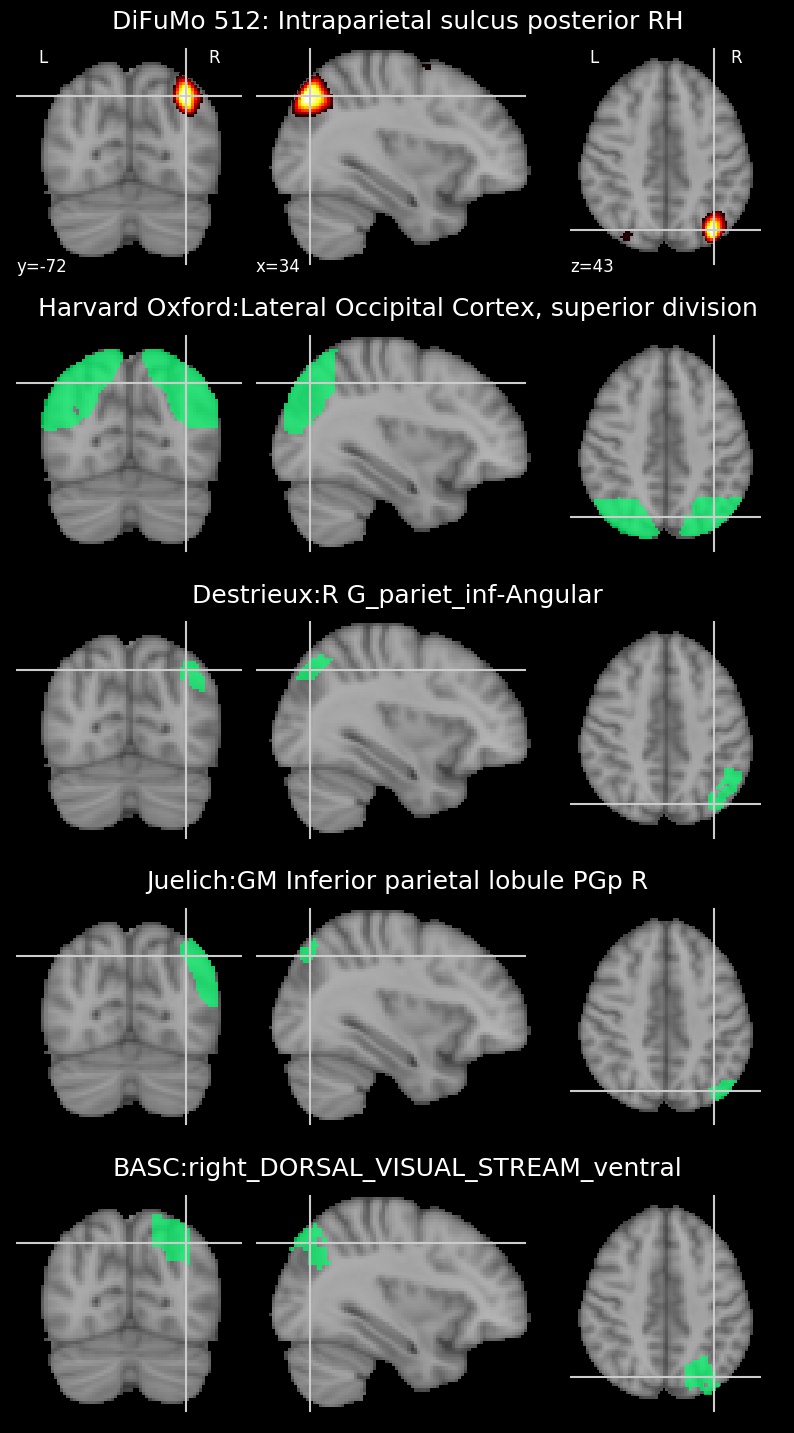 DiFuMo 512: Intraparietal sulcus posterior RH
L R L R
y=-72 x=34 z=43
Harvard Oxford:Lateral Occipital Cortex, superior division
Destrieux:R G_pariet_inf-Angular
Juelich:GM Inferior parietal lobule PGp R
BASC:right_DORSAL_VISUAL_STREAM_ventral